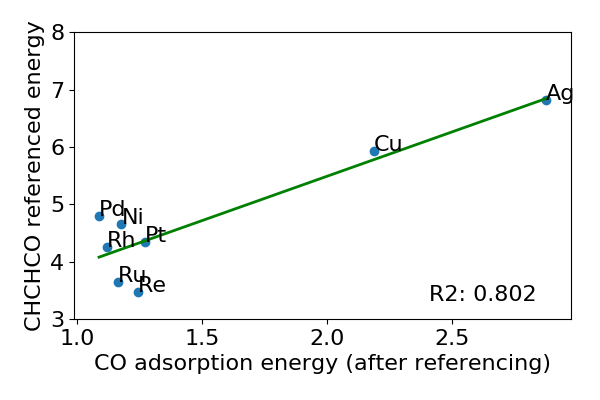 8
7
6
5
4
3
CHCHCO referenced energy
Ag
Cu
Pd
Ni
Rh
Pt
Ru
Re
R2: 0.802
1.0 1.5 2.0 2.5
CO adsorption energy (after referencing)